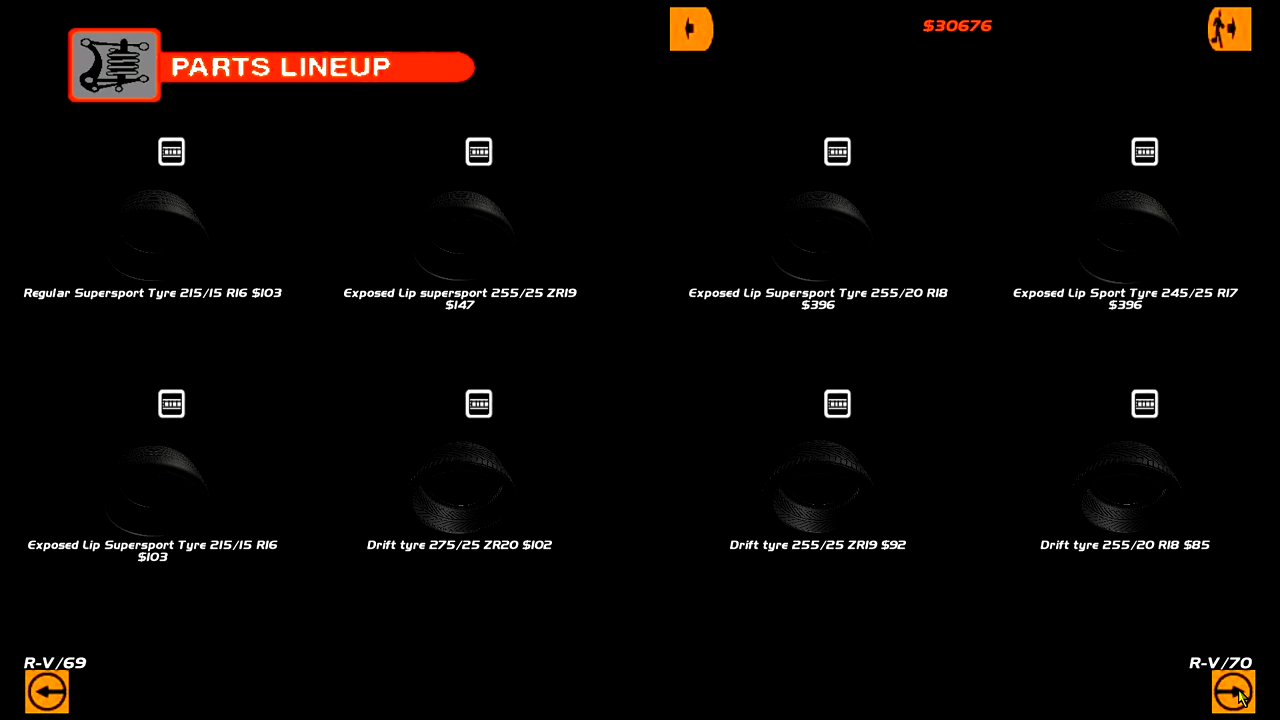 $30676
PARTS LINEUP
Regular Supersport Tyre 215/15 R16 $103
Exposed Lip supersport 255/25 ZR19
$147
Exposed Lip Supersport Tyre 255/20 R18
$396
Exposed Lip Sport Tyre 245/25 R17
$396
Exposed Lip Supersport Tyre 215/15 R16
$103
Drift tyre 275/25 ZR20 $102
Drift tyre 255/25 ZR19 $92
Drift tyre 255/20 R18 $85
R-V/69
R-V/70